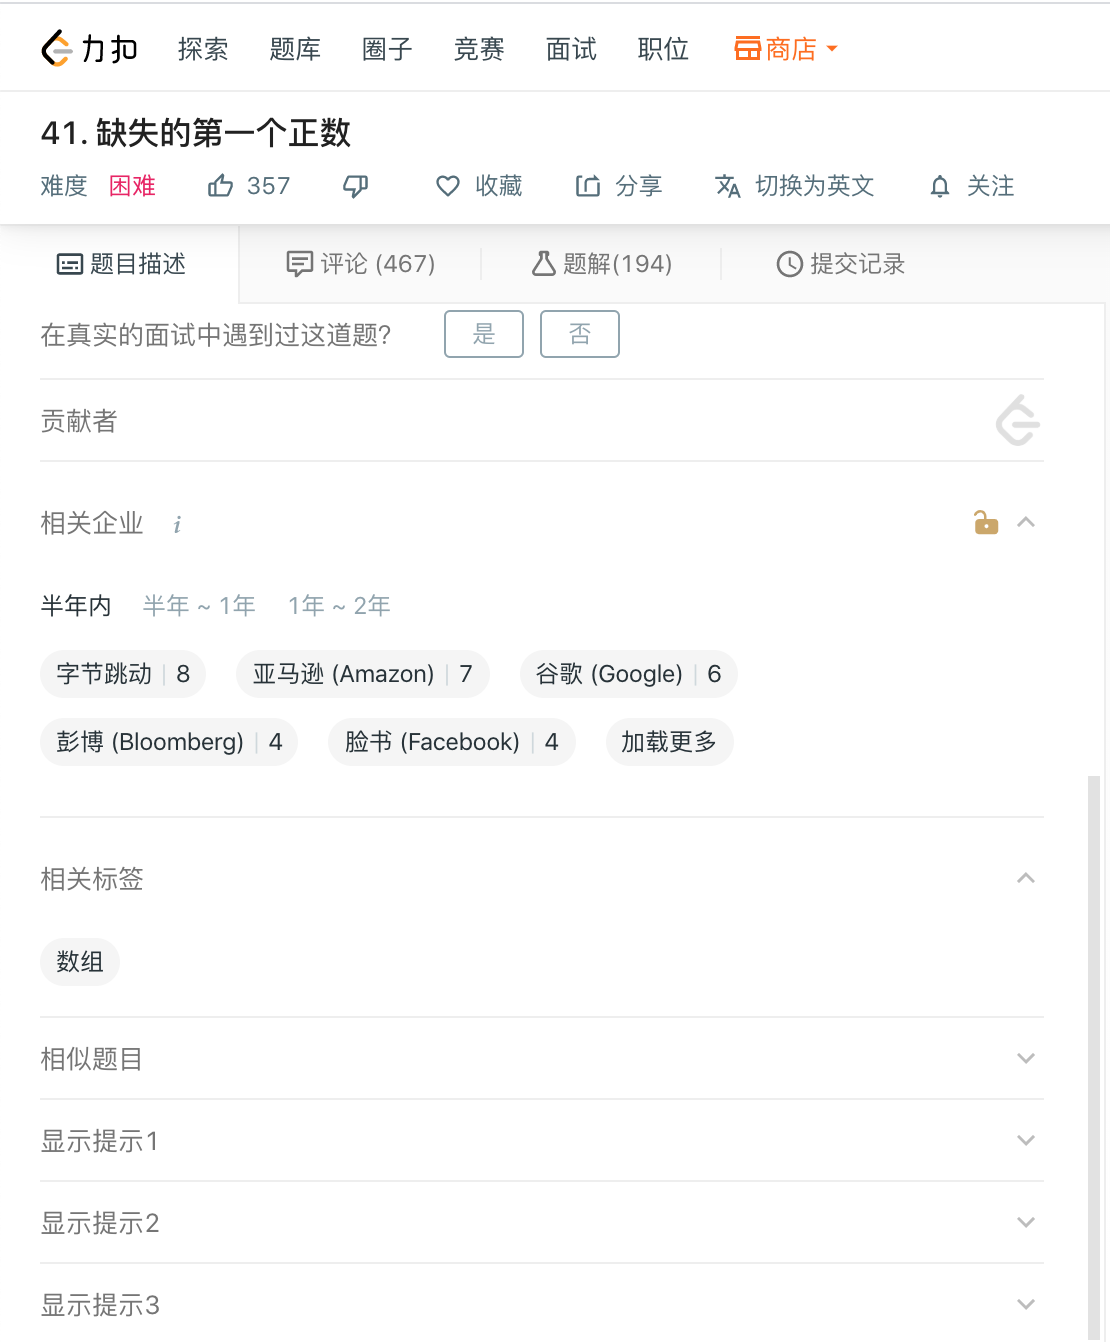 力扣 探索 题库 圈子 竞赛 面试 职位 商店
41. 缺失的第一个正数
难度 困难 357 收藏 分享 切换为英文 关注
题目描述 评论 (467) 题解(194) 提交记录
在真实的面试中遇到过这道题? 是 否
贡献者
相关企业 i
半年内 半年 ~ 1年 1年 ~ 2年
字节跳动 | 8 亚马逊 (Amazon) | 7 谷歌 (Google) | 6
彭博 (Bloomberg) | 4 脸书 (Facebook) | 4 加载更多
相关标签
数组
相似题目
显示提示1
显示提示2
显示提示3